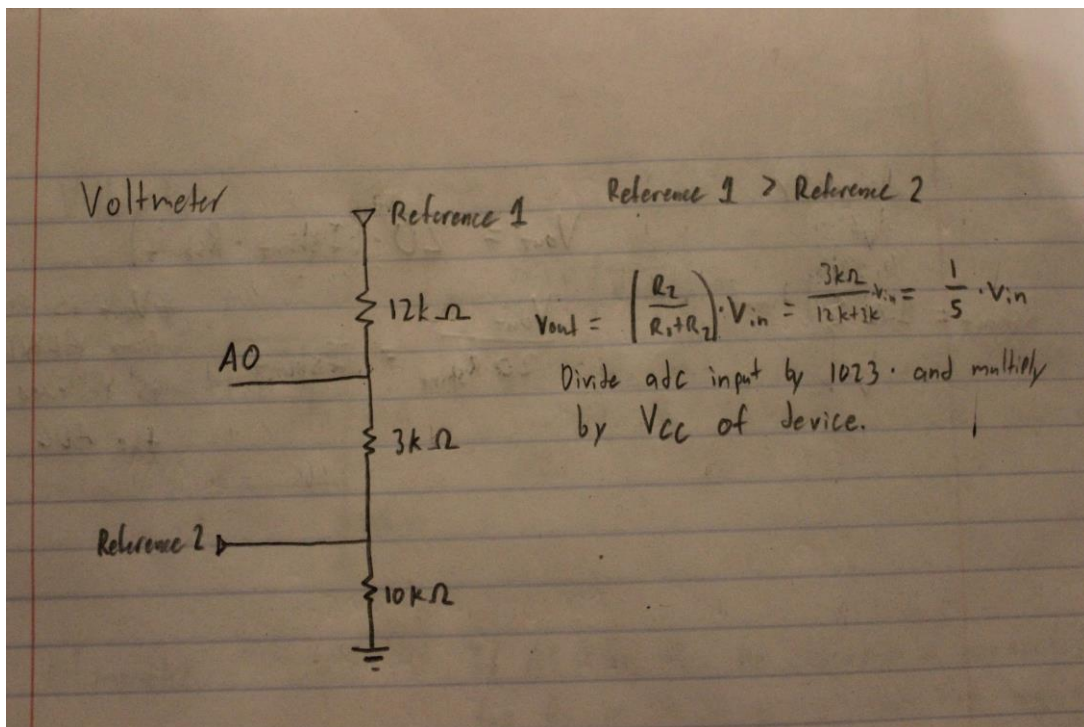 Voltmeter
Reference 1 > Reference 2
Reference 1
12kΩ
Vout = (R2 / R1+R2) · Vin = 3kΩ / 12k+3k · Vin = 1/5 · Vin
A0
Divide adc input by 1023 · and multiply
by Vcc of device.
3kΩ
Reference 2
10kΩ